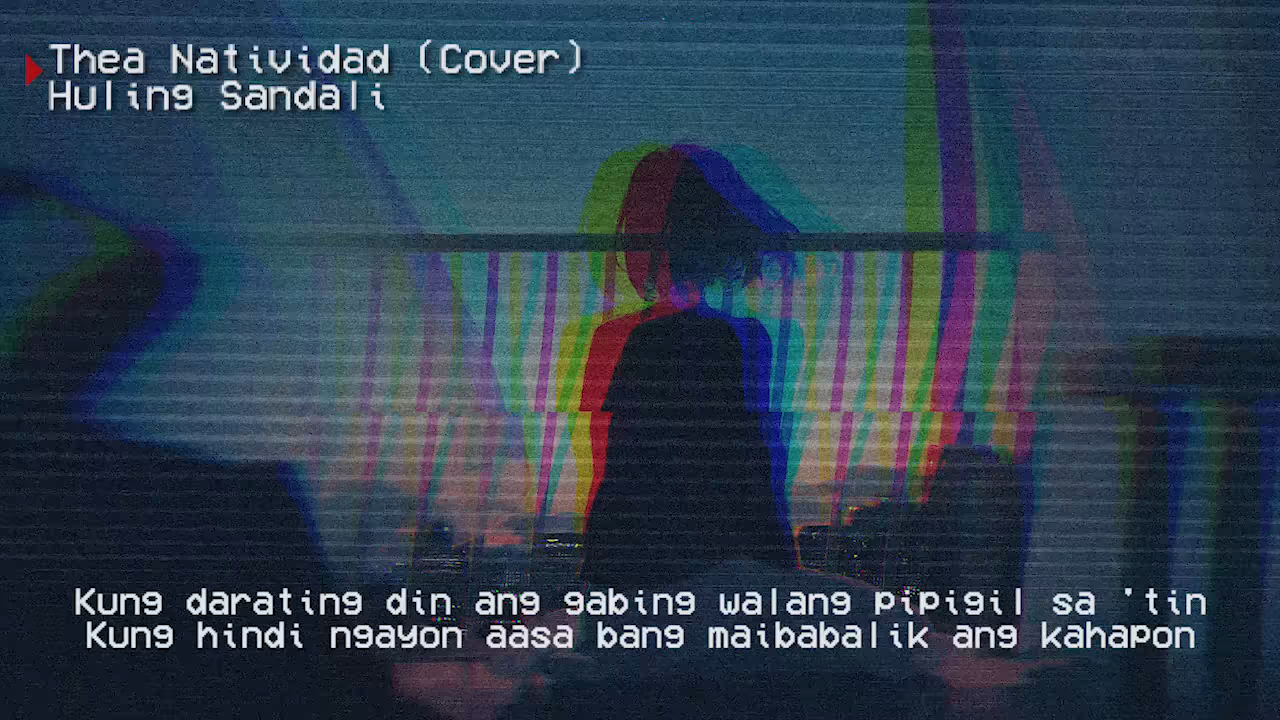 Thea Natividad (Cover)
Huling Sandali
Kung darating din ang gabing walang pipigil sa 'tin
Kung hindi ngayon aasa bang maibabalik ang kahapon